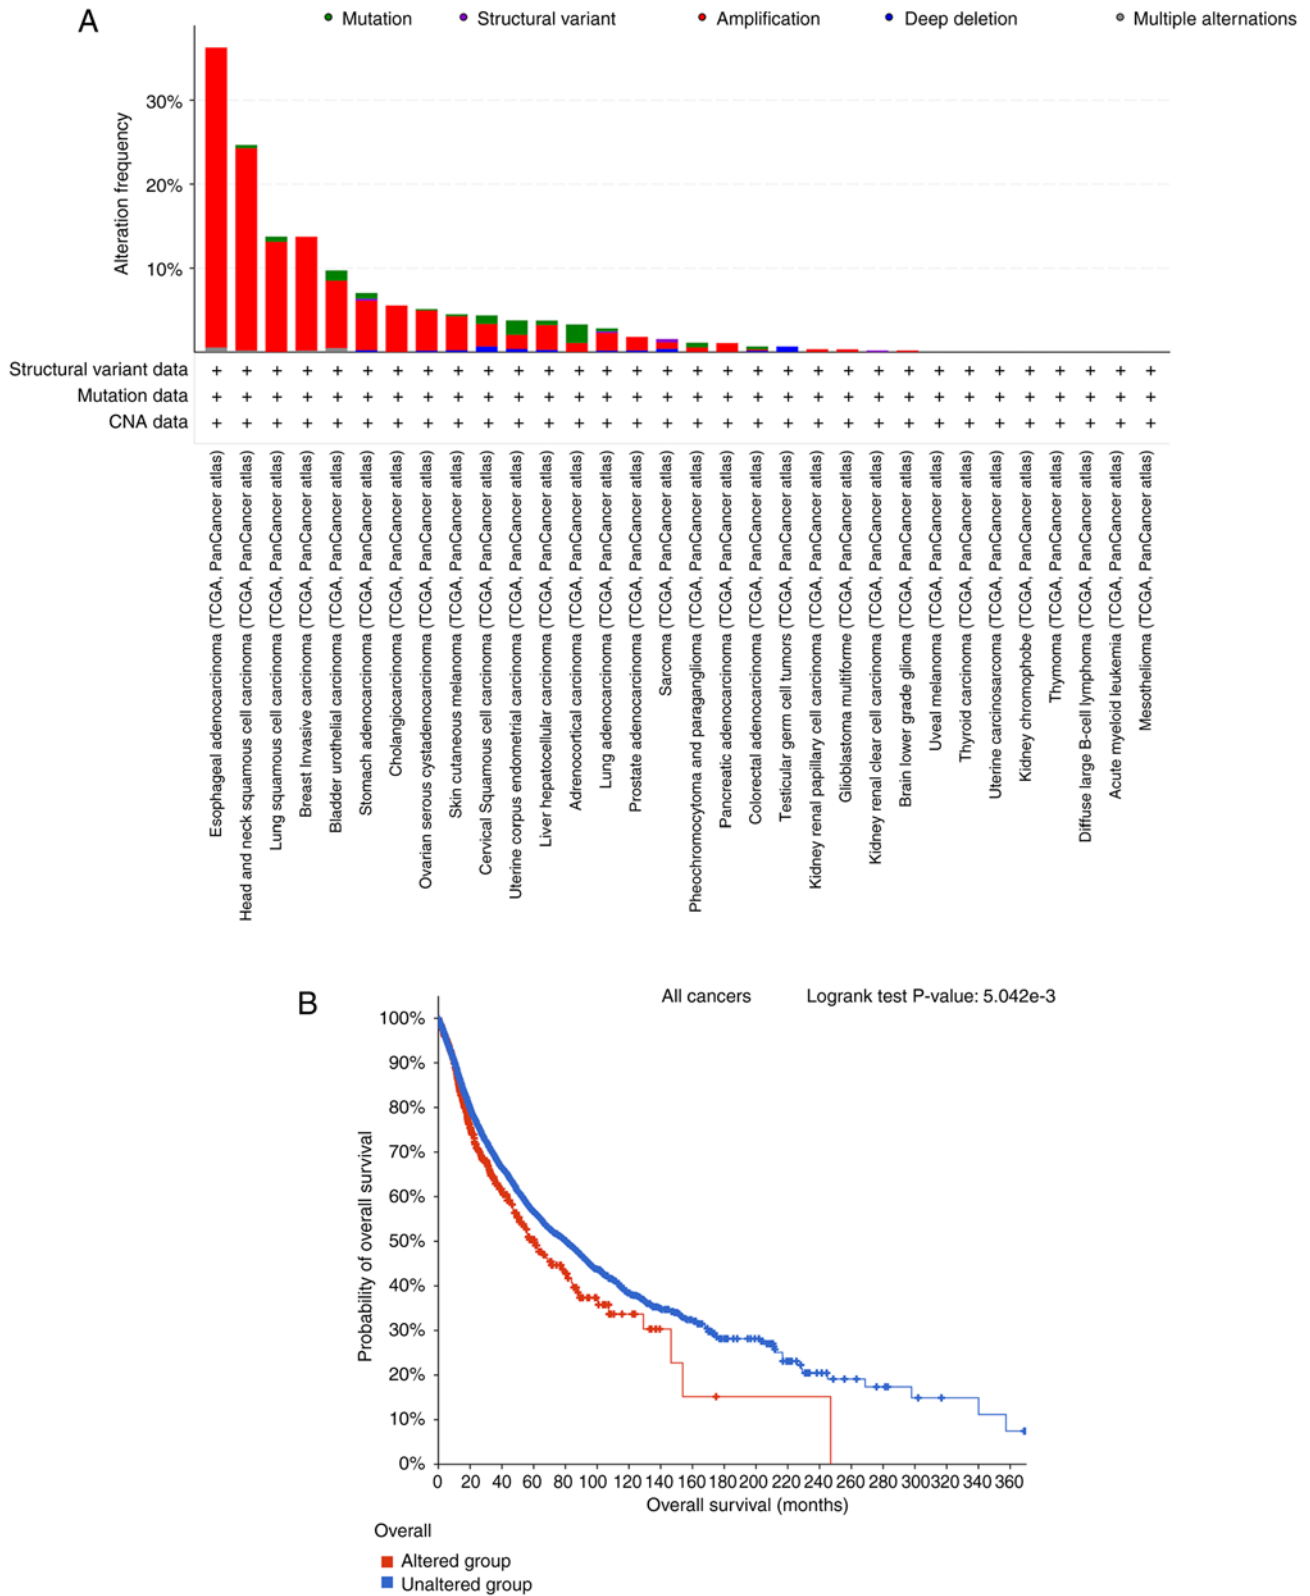 A
Mutation
Structural variant
Amplification
Deep deletion
Multiple alternations
Alteration frequency
30%
20%
10%
Structural variant data + + + + + + + + + + + + + + + + + + + + + + + + + + + + + + + +
Mutation data + + + + + + + + + + + + + + + + + + + + + + + + + + + + + + + +
CNA data + + + + + + + + + + + + + + + + + + + + + + + + + + + + + + + +
Esophageal adenocarcinoma (TCGA, PanCancer atlas)
Head and neck squamous cell carcinoma (TCGA, PanCancer atlas)
Lung squamous cell carcinoma (TCGA, PanCancer atlas)
Breast Invasive carcinoma (TCGA, PanCancer atlas)
Bladder urothelial carcinoma (TCGA, PanCancer atlas)
Stomach adenocarcinoma (TCGA, PanCancer atlas)
Cholangiocarcinoma (TCGA, PanCancer atlas)
Ovarian serous cystadenocarcinoma (TCGA, PanCancer atlas)
Skin cutaneous melanoma (TCGA, PanCancer atlas)
Cervical Squamous cell carcinoma (TCGA, PanCancer atlas)
Uterine corpus endometrial carcinoma (TCGA, PanCancer atlas)
Liver hepatocellular carcinoma (TCGA, PanCancer atlas)
Adrenocortical carcinoma (TCGA, PanCancer atlas)
Lung adenocarcinoma (TCGA, PanCancer atlas)
Prostate adenocarcinoma (TCGA, PanCancer atlas)
Sarcoma (TCGA, PanCancer atlas)
Pheochromocytoma and paraganglioma (TCGA, PanCancer atlas)
Pancreatic adenocarcinoma (TCGA, PanCancer atlas)
Colorectal adenocarcinoma (TCGA, PanCancer atlas)
Testicular germ cell tumors (TCGA, PanCancer atlas)
Kidney renal papillary cell carcinoma (TCGA, PanCancer atlas)
Glioblastoma multiforme (TCGA, PanCancer atlas)
Kidney renal clear cell carcinoma (TCGA, PanCancer atlas)
Brain lower grade glioma (TCGA, PanCancer atlas)
Uveal melanoma (TCGA, PanCancer atlas)
Thyroid carcinoma (TCGA, PanCancer atlas)
Uterine carcinosarcoma (TCGA, PanCancer atlas)
Kidney chromophobe (TCGA, PanCancer atlas)
Thymoma (TCGA, PanCancer atlas)
Diffuse large B-cell lymphoma (TCGA, PanCancer atlas)
Acute myeloid leukemia (TCGA, PanCancer atlas)
Mesothelioma (TCGA, PanCancer atlas)
B
All cancers
Logrank test P-value: 5.042e-3
Probability of overall survival
100%
90%
80%
70%
60%
50%
40%
30%
20%
10%
0%
0 20 40 60 80 100 120 140 160 180 200 220 240 260 280 300 320 340 360
Overall survival (months)
Overall
Altered group
Unaltered group